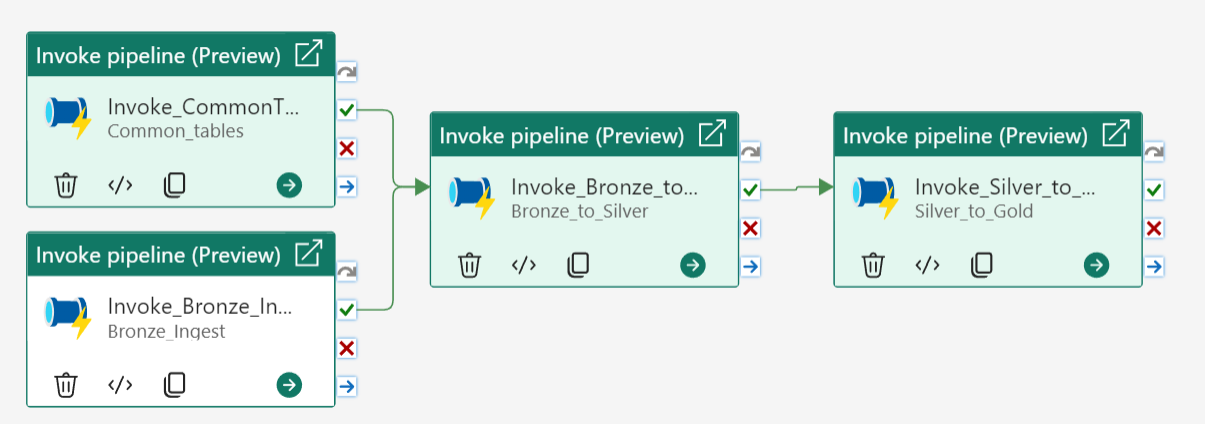 Invoke pipeline (Preview)
Invoke_CommonT...
Common_tables
</>
Invoke pipeline (Preview)
Invoke_Bronze_In...
Bronze_Ingest
</>
Invoke pipeline (Preview)
Invoke_Bronze_to...
Bronze_to_Silver
</>
Invoke pipeline (Preview)
Invoke_Silver_to_...
Silver_to_Gold
</>